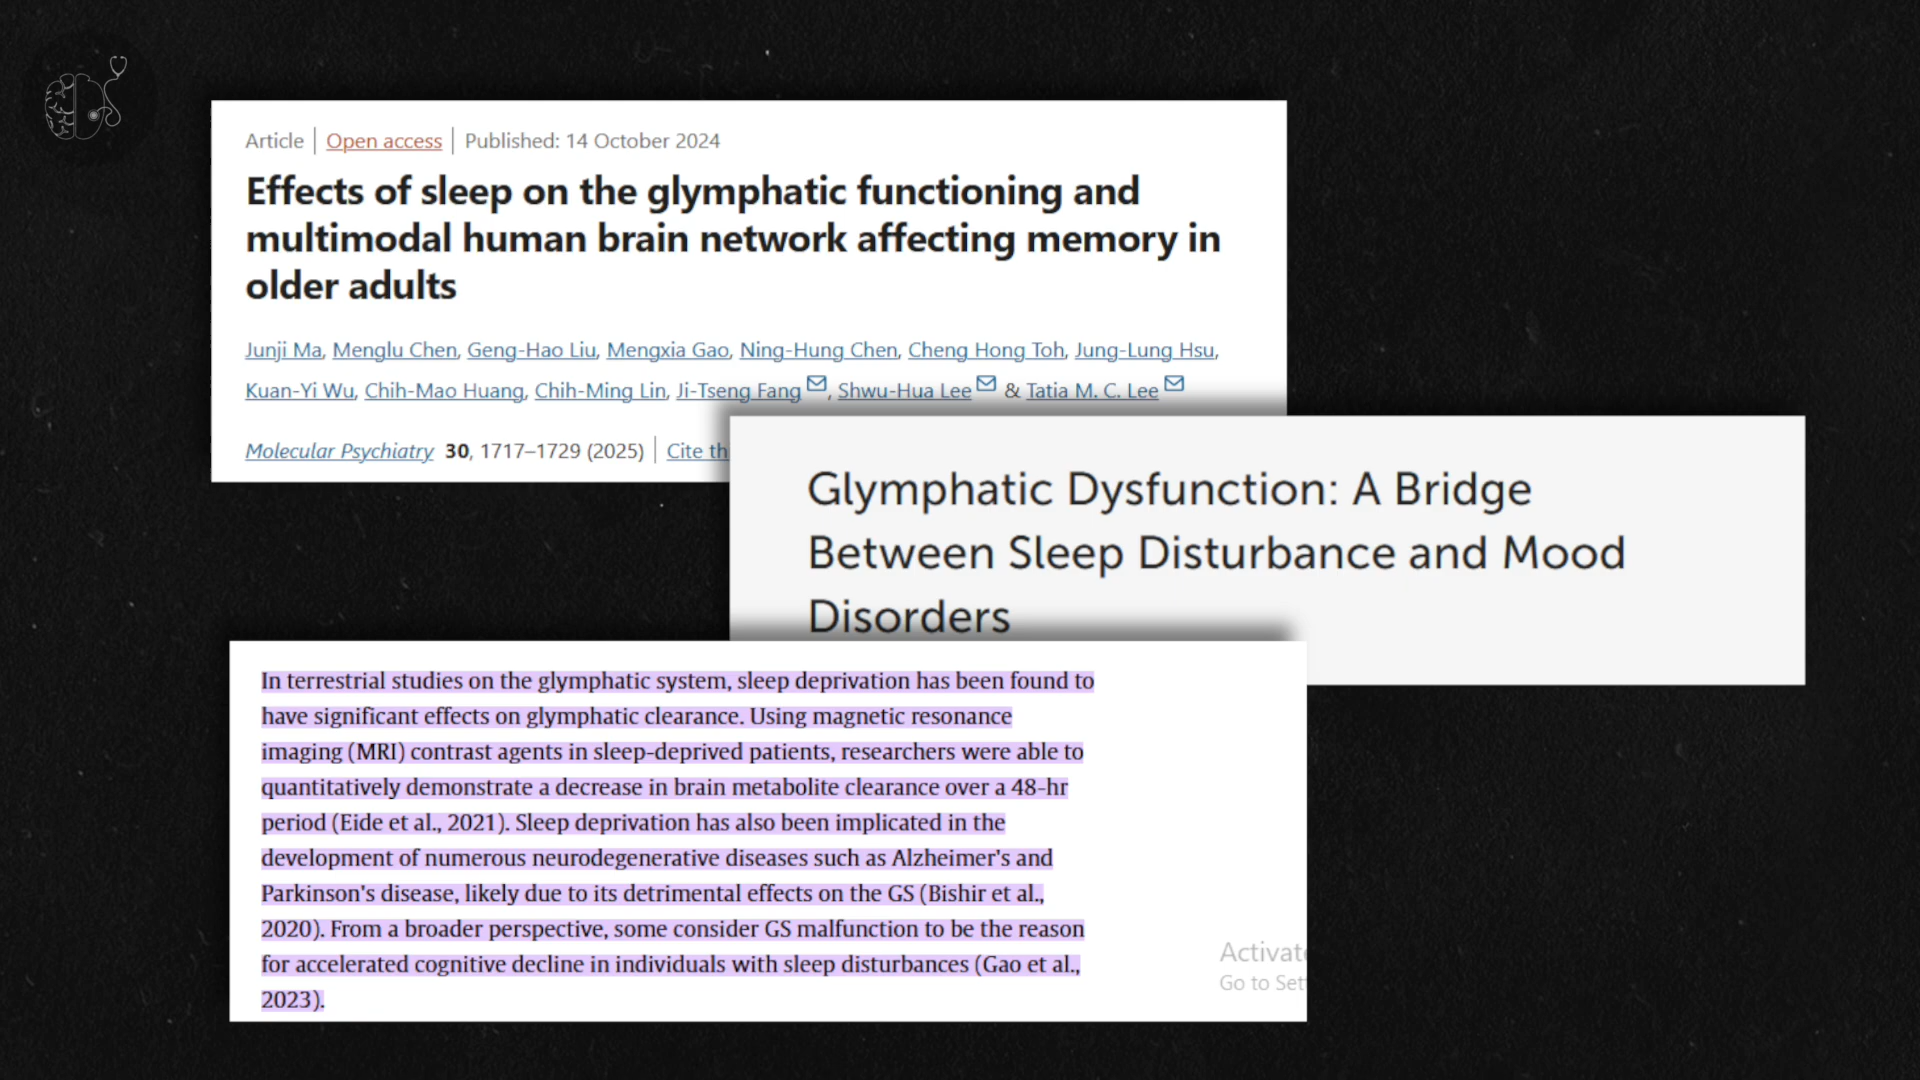 Article | Open access | Published: 14 October 2024
Effects of sleep on the glymphatic functioning and
multimodal human brain network affecting memory in
older adults
Junji Ma, Menglu Chen, Geng-Hao Liu, Mengxia Gao, Ning-Hung Chen, Cheng Hong Toh, Jung-Lung Hsu,
Kuan-Yi Wu, Chih-Mao Huang, Chih-Ming Lin, Ji-Tseng Fang, Shwu-Hua Lee & Tatia M. C. Lee
Molecular Psychiatry 30, 1717–1729 (2025) | Cite
Glymphatic Dysfunction: A Bridge
Between Sleep Disturbance and Mood
Disorders
In terrestrial studies on the glymphatic system, sleep deprivation has been found to
have significant effects on glymphatic clearance. Using magnetic resonance
imaging (MRI) contrast agents in sleep-deprived patients, researchers were able to
quantitatively demonstrate a decrease in brain metabolite clearance over a 48-hr
period (Eide et al., 2021). Sleep deprivation has also been implicated in the
development of numerous neurodegenerative diseases such as Alzheimer's and
Parkinson's disease, likely due to its detrimental effects on the GS (Bishir et al.,
2020). From a broader perspective, some consider GS malfunction to be the reason
for accelerated cognitive decline in individuals with sleep disturbances (Gao et al.,
2023).
Go to